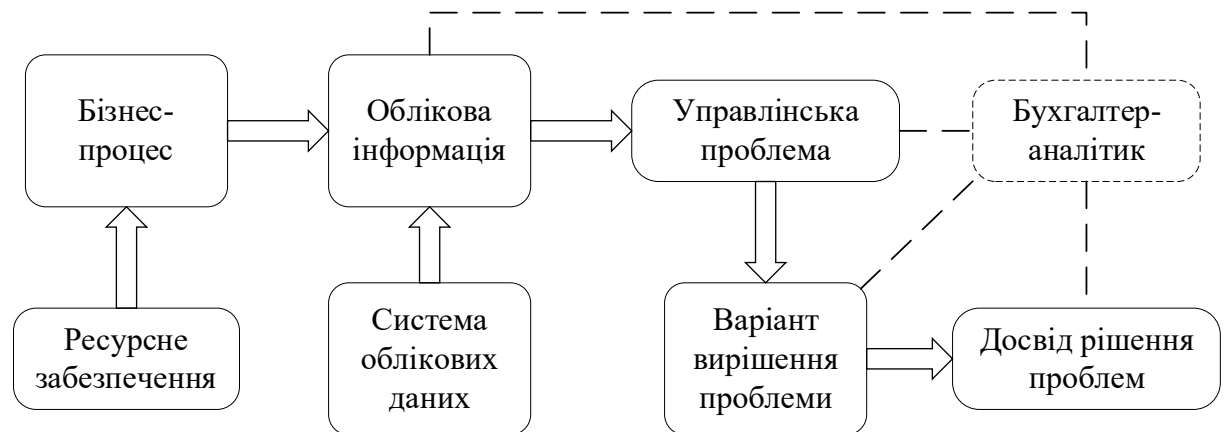 Бізнес-
процес
Облікова
інформація
Управлінська
проблема
Бухгалтер-
аналітик
Ресурсне
забезпечення
Система
облікових
даних
Варіант
вирішення
проблеми
Досвід рішення
проблем